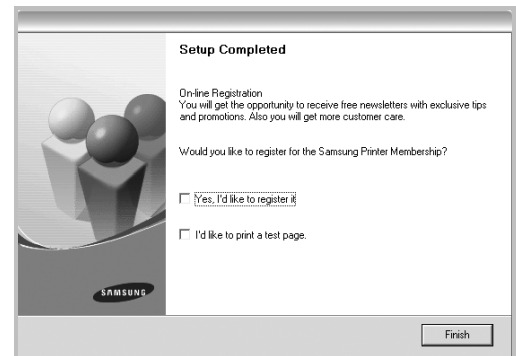 Setup Completed
On-line Registration
You will get the opportunity to receive free newsletters with exclusive tips
and promotions. Also you will get more customer care.
Would you like to register for the Samsung Printer Membership?
Yes, I'd like to register it
I'd like to print a test page.
SAMSUNG
Finish